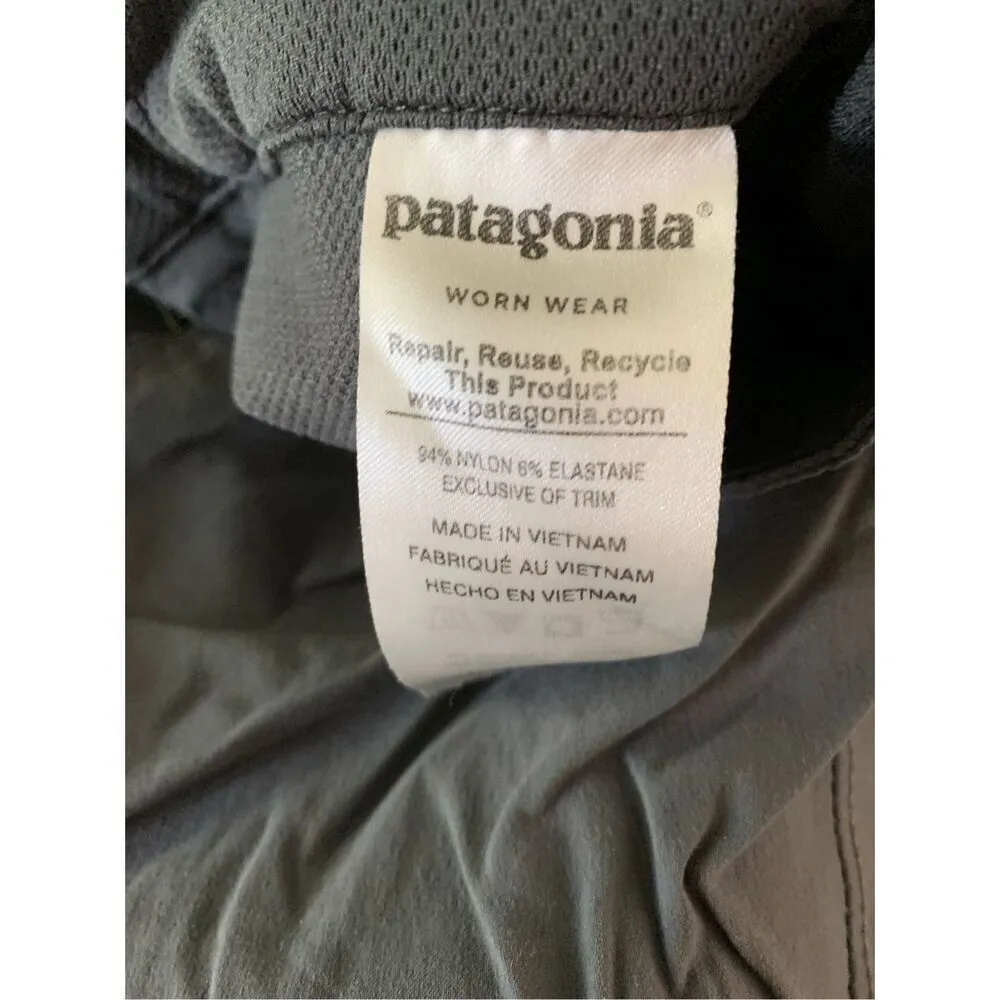 patagonia®
WORN WEAR
Repair, Reuse, Recycle
This Product
www.patagonia.com
94% NYLON 6% ELASTANE
EXCLUSIVE OF TRIM
MADE IN VIETNAM
FABRIQUÉ AU VIETNAM
HECHO EN VIETNAM